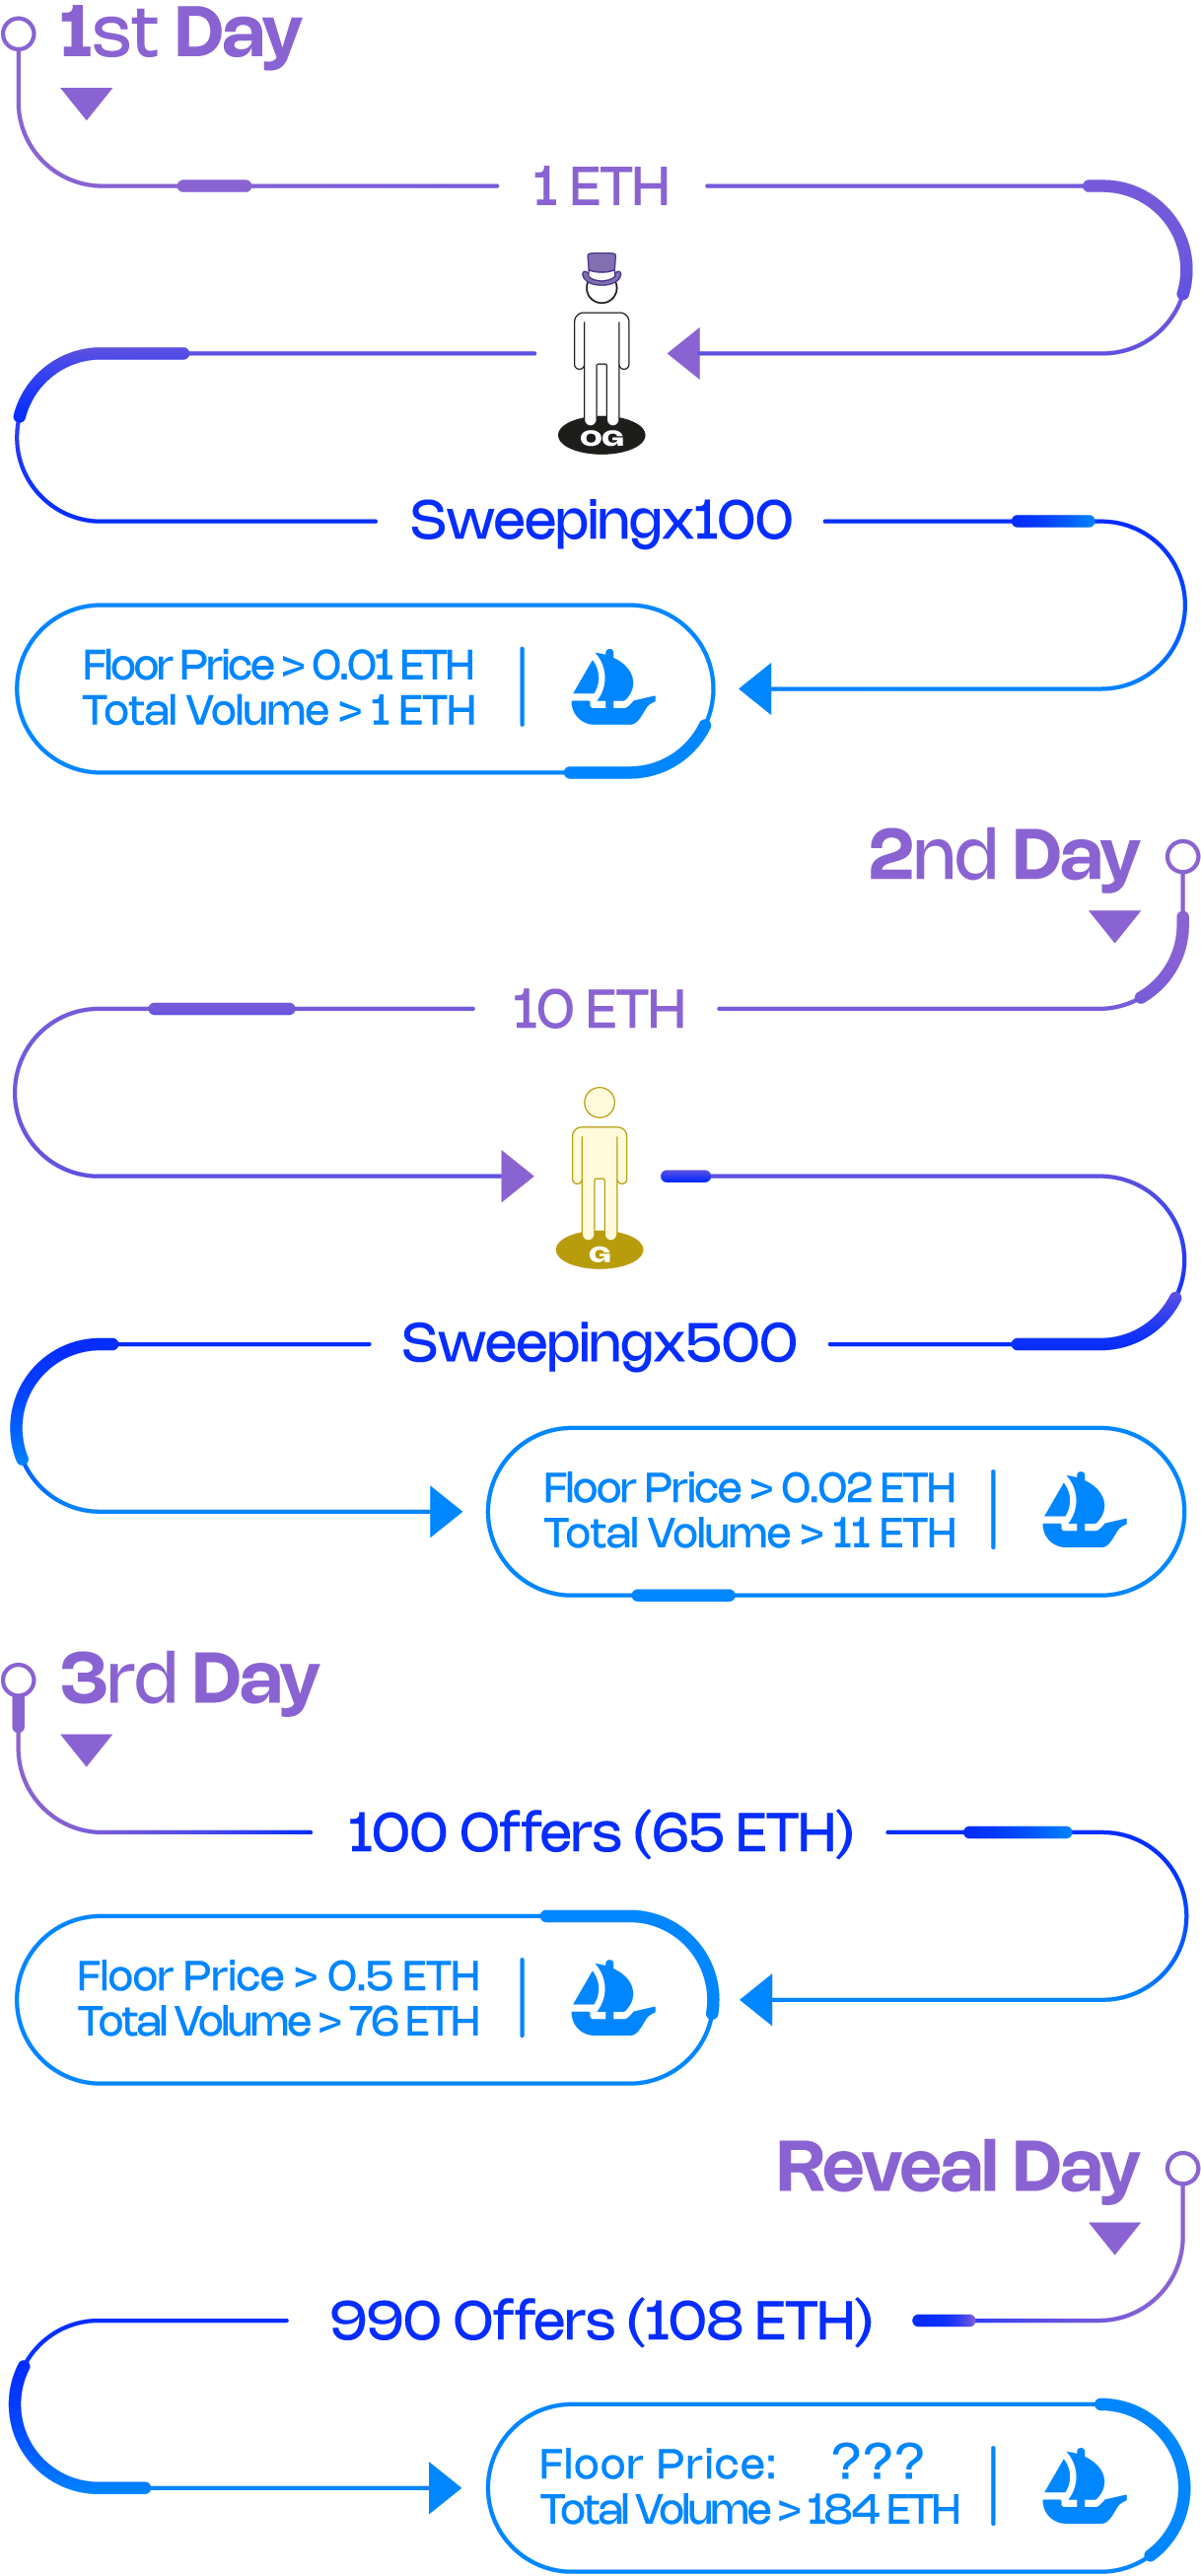 1st Day
1 ETH
OG
Sweepingx100
Floor Price > 0.01 ETH
Total Volume > 1 ETH
2nd Day
10 ETH
G
Sweepingx500
Floor Price > 0.02 ETH
Total Volume > 11 ETH
3rd Day
100 Offers (65 ETH)
Floor Price > 0.5 ETH
Total Volume > 76 ETH
Reveal Day
990 Offers (108 ETH)
Floor Price: ???
Total Volume > 184 ETH